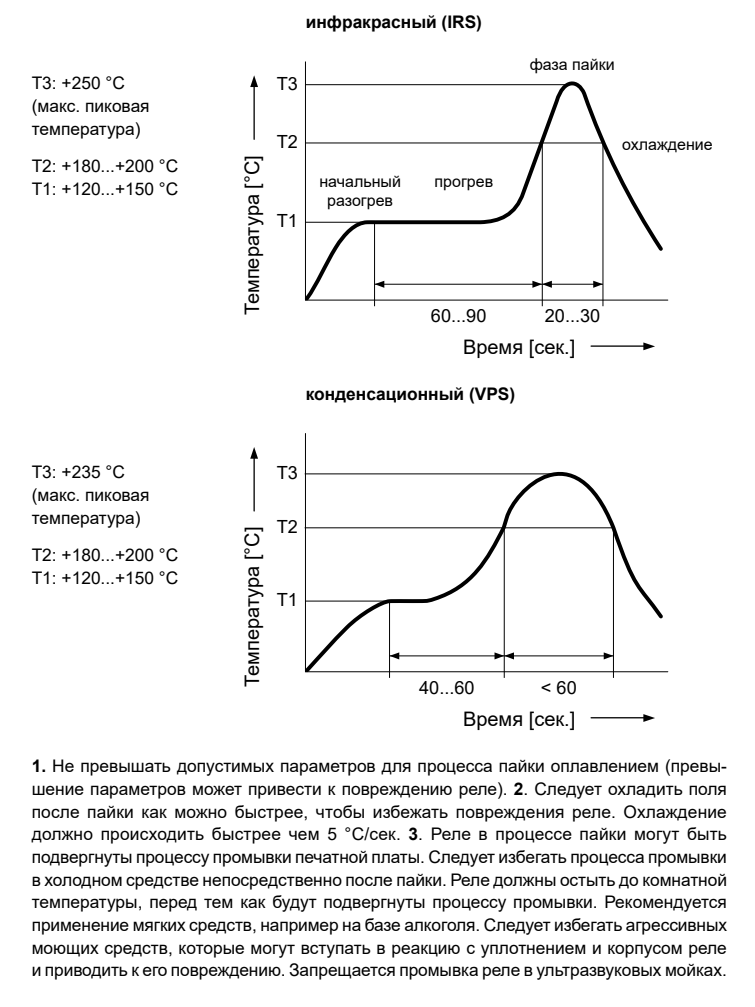 инфракрасный (IRS)
T3: +250 °C
(макс. пиковая
температура)
T2: +180...+200 °C
T1: +120...+150 °C
Температура [°C]
T3
T2
T1
фаза пайки
охлаждение
начальный
разогрев
прогрев
60...90
20...30
Время [сек.]
конденсационный (VPS)
T3: +235 °C
(макс. пиковая
температура)
T2: +180...+200 °C
T1: +120...+150 °C
Температура [°C]
T3
T2
T1
40...60
< 60
Время [сек.]
1. Не превышать допустимых параметров для процесса пайки оплавлением (превы-
шение параметров может привести к повреждению реле). 2. Следует охладить поля
после пайки как можно быстрее, чтобы избежать повреждения реле. Охлаждение
должно происходить быстрее чем 5 °C/сек. 3. Реле в процессе пайки могут быть
подвергнуты процессу промывки печатной платы. Следует избегать процесса промывки
в холодном средстве непосредственно после пайки. Реле должны остыть до комнатной
температуры, перед тем как будут подвергнуты процессу промывки. Рекомендуется
применение мягких средств, например на базе алкоголя. Следует избегать агрессивных
моющих средств, которые могут вступать в реакцию с уплотнением и корпусом реле
и приводить к его повреждению. Запрещается промывка реле в ультразвуковых мойках.